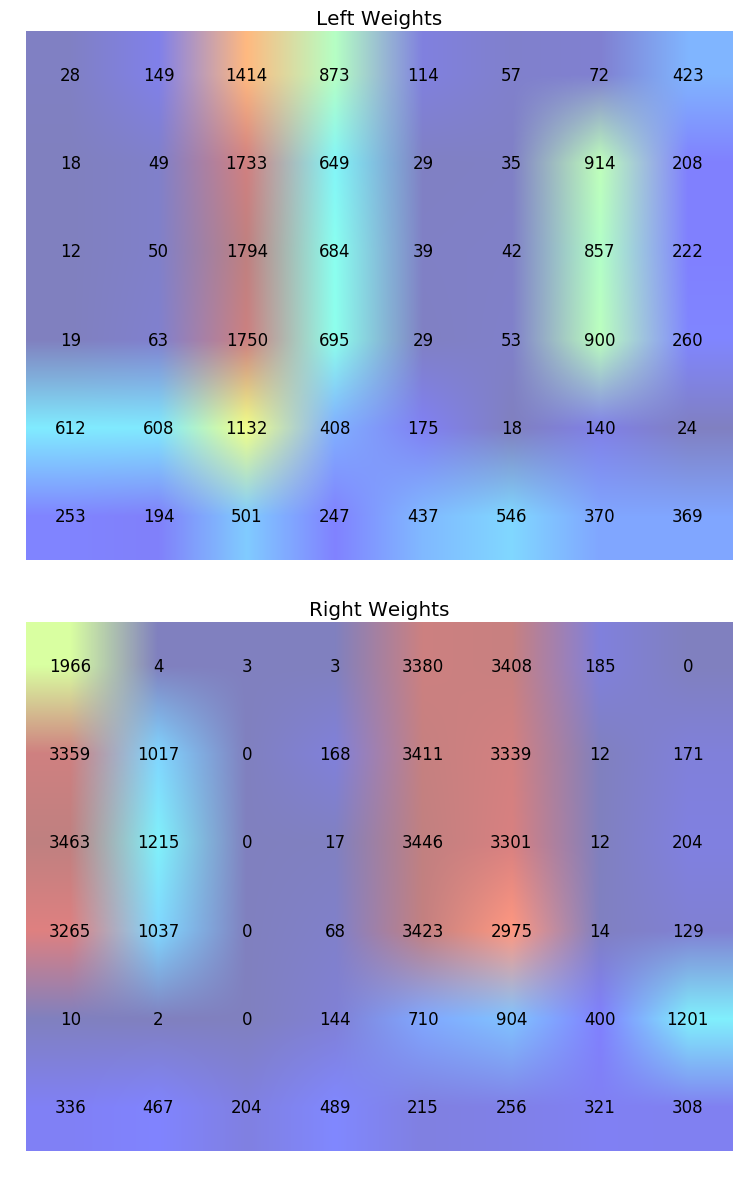 Left Weights
28 149 1414 873 114 57 72 423
18 49 1733 649 29 35 914 208
12 50 1794 684 39 42 857 222
19 63 1750 695 29 53 900 260
612 608 1132 408 175 18 140 24
253 194 501 247 437 546 370 369
Right Weights
1966 4 3 3 3380 3408 185 0
3359 1017 0 168 3411 3339 12 171
3463 1215 0 17 3446 3301 12 204
3265 1037 0 68 3423 2975 14 129
10 2 0 144 710 904 400 1201
336 467 204 489 215 256 321 308